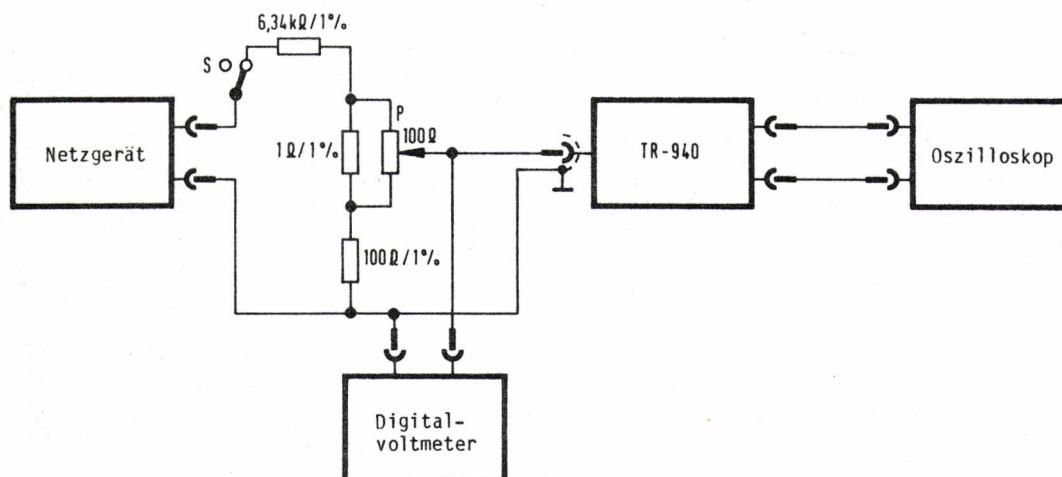 6,34kΩ/1%
S
P
100Ω
1Ω/1%
Netzgerät
TR-940
Oszilloskop
100Ω/1%
Digital-
voltmeter